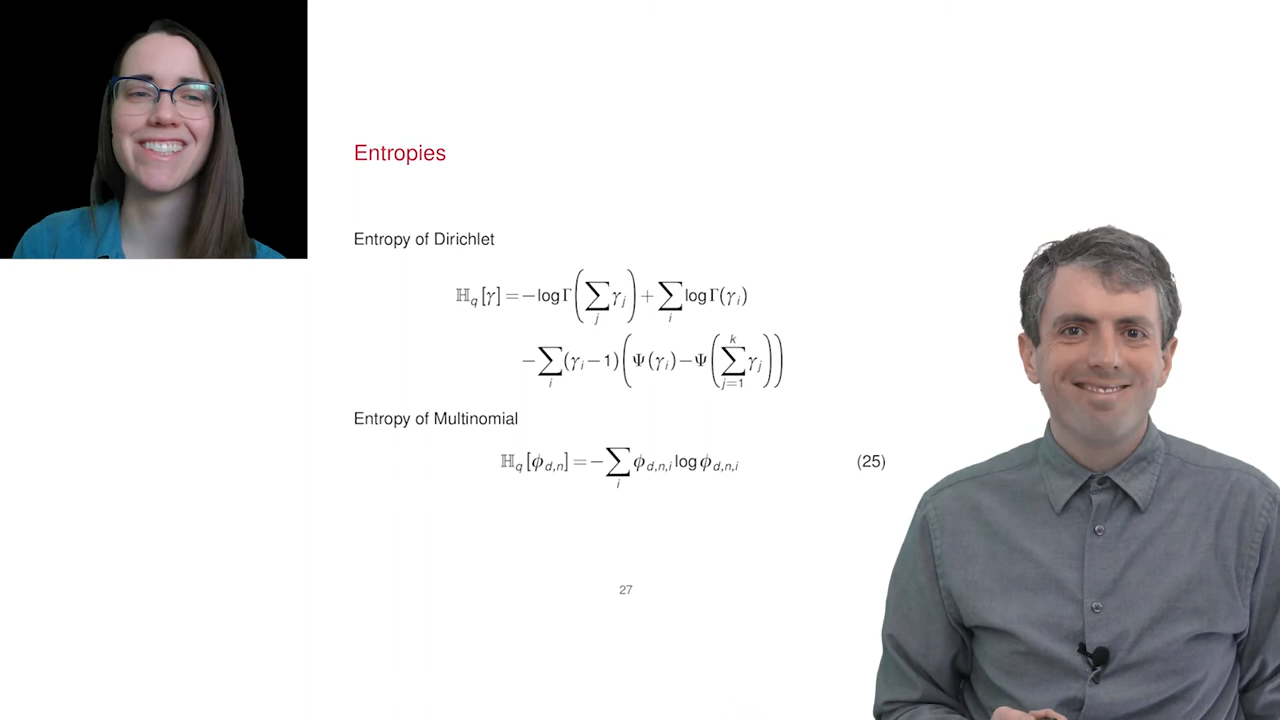 Entropies
Entropy of Dirichlet
ℍ_q[γ] = −log Γ(∑_j γ_j) + ∑_i log Γ(γ_i)
−∑_i (γ_i − 1) (Ψ(γ_i) − Ψ(∑_{j=1}^k γ_j))
Entropy of Multinomial
ℍ_q[ϕ_{d,n}] = −∑_i ϕ_{d,n,i} log ϕ_{d,n,i} (25)
27